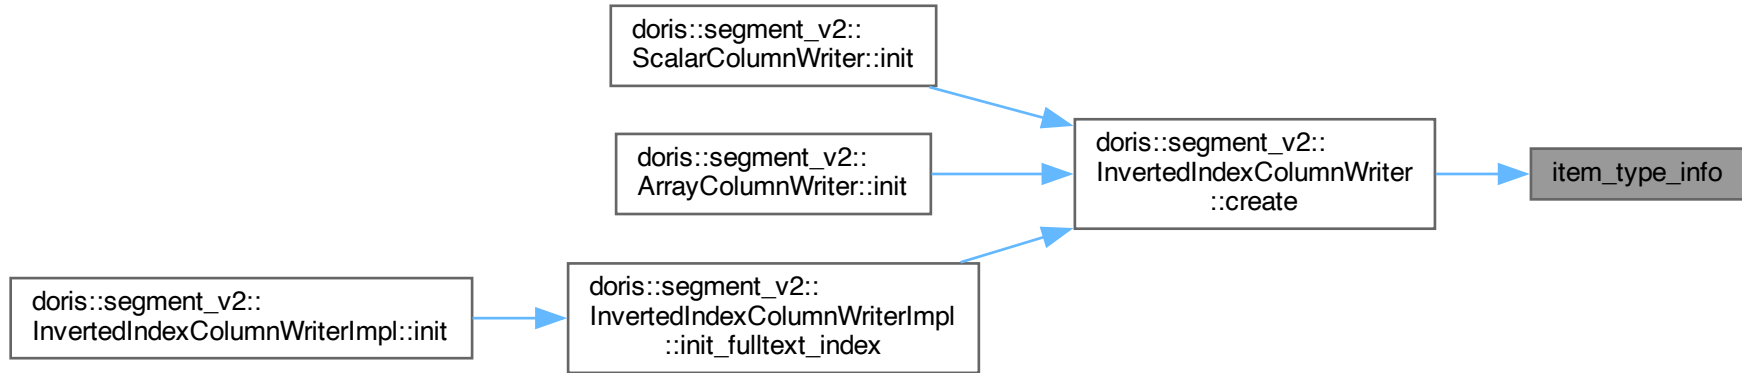 doris::segment_v2::
ScalarColumnWriter::init
doris::segment_v2::
ArrayColumnWriter::init
doris::segment_v2::
InvertedIndexColumnWriter
::create
item_type_info
doris::segment_v2::
InvertedIndexColumnWriterImpl
::init_fulltext_index
doris::segment_v2::
InvertedIndexColumnWriterImpl::init